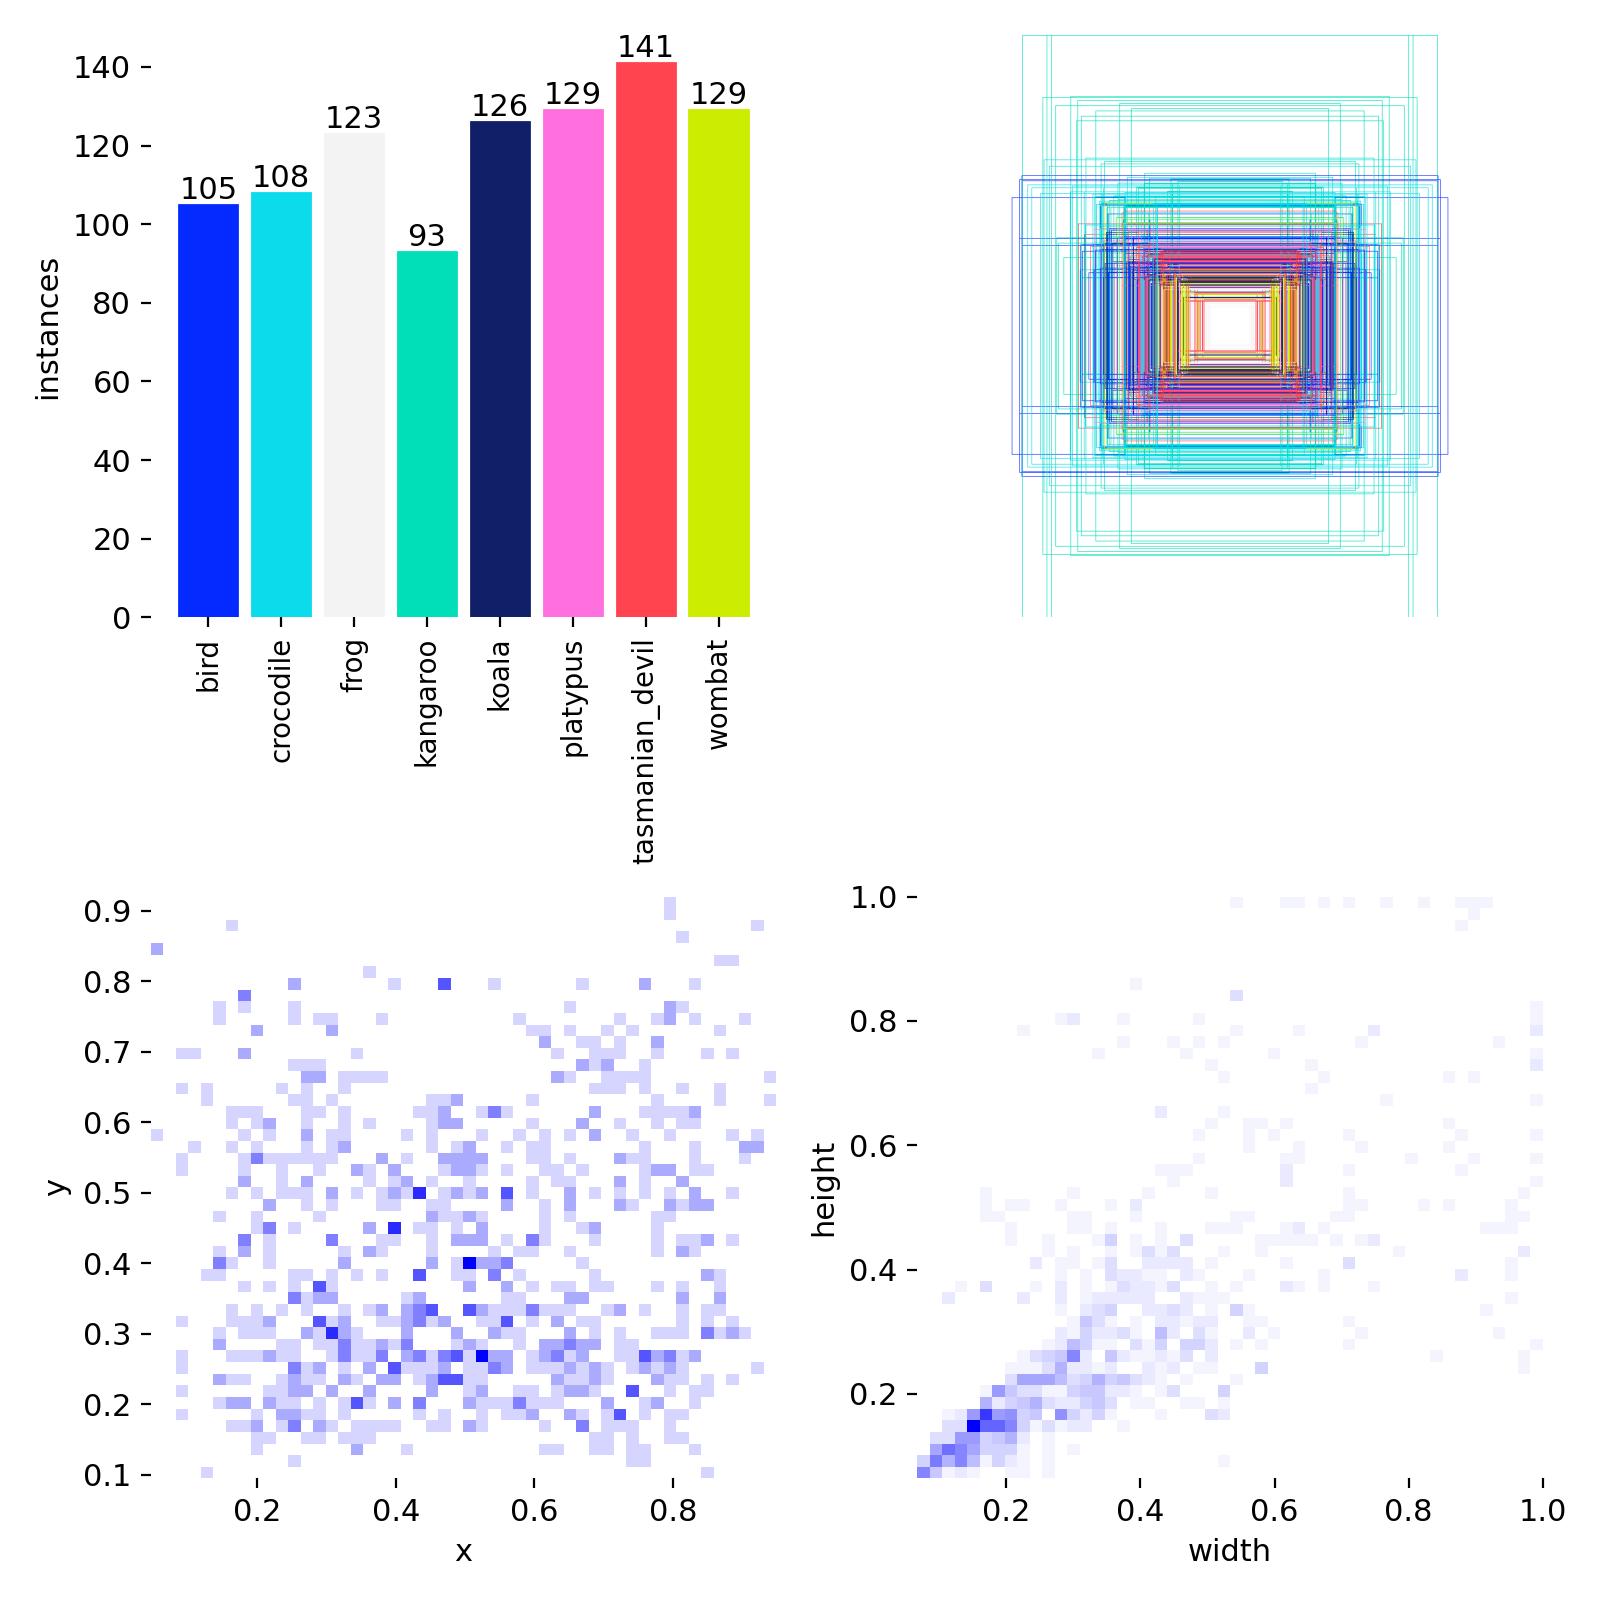 141
140
129
129
126
123
120
108
105
100
93
80
instances
60
40
20
0
bird
crocodile
frog
kangaroo
koala
platypus
tasmanian_devil
wombat
0.9
0.8
0.7
0.6
y
0.5
0.4
0.3
0.2
0.1
0.2 0.4 0.6 0.8
x
1.0
0.8
0.6
height
0.4
0.2
0.2 0.4 0.6 0.8 1.0
width